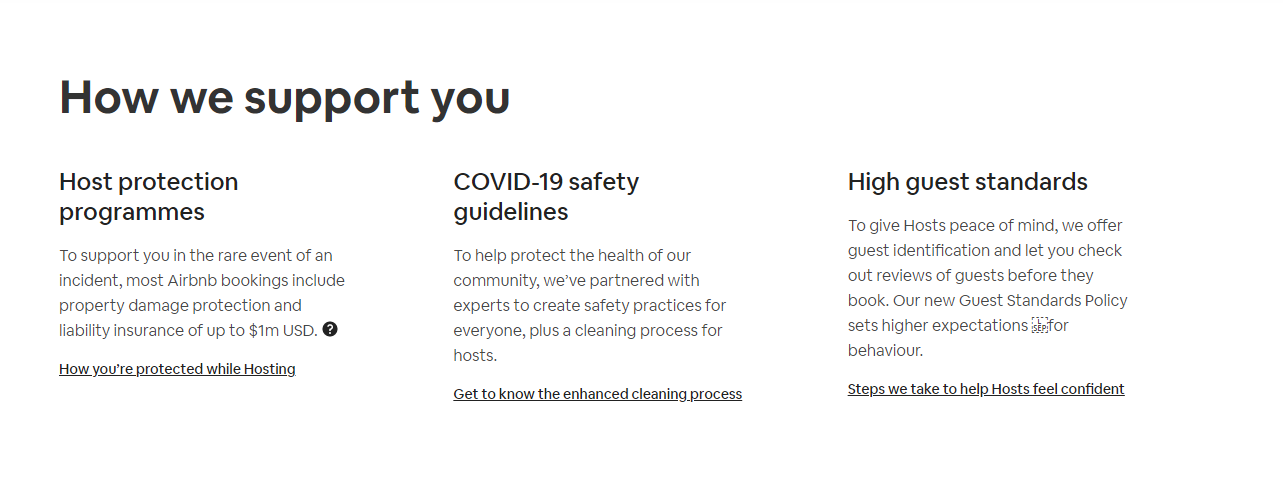 How we support you
Host protection
programmes
To support you in the rare event of an
incident, most Airbnb bookings include
property damage protection and
liability insurance of up to $1m USD. ?
How you’re protected while Hosting
COVID-19 safety
guidelines
To help protect the health of our
community, we’ve partnered with
experts to create safety practices for
everyone, plus a cleaning process for
hosts.
Get to know the enhanced cleaning process
High guest standards
To give Hosts peace of mind, we offer
guest identification and let you check
out reviews of guests before they
book. Our new Guest Standards Policy
sets higher expectations LSEPfor
behaviour.
Steps we take to help Hosts feel confident